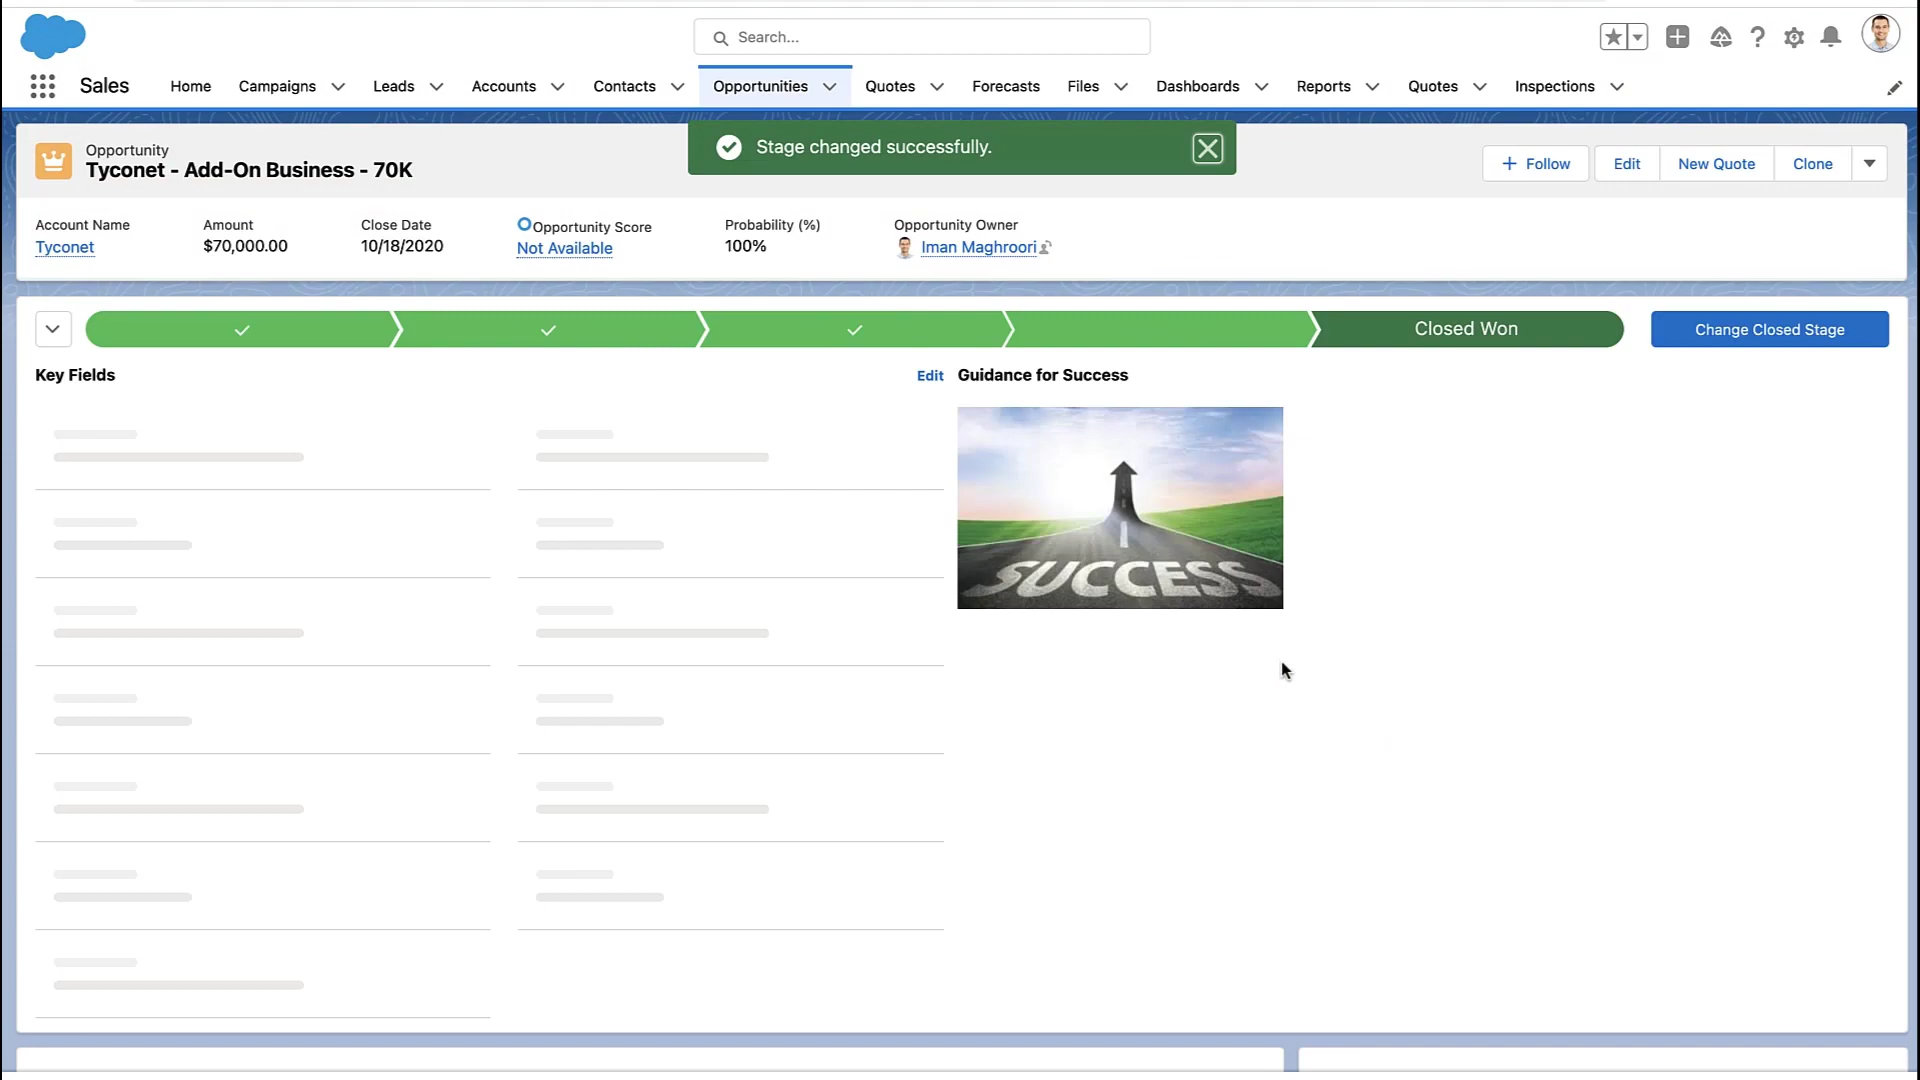 Search...
Sales
Home
Campaigns
Leads
Accounts
Contacts
Opportunities
Quotes
Forecasts
Files
Dashboards
Reports
Quotes
Inspections
Stage changed successfully.
Opportunity
Tyconet - Add-On Business - 70K
+ Follow
Edit
New Quote
Clone
Account Name
Tyconet
Amount
$70,000.00
Close Date
10/18/2020
Opportunity Score
Not Available
Probability (%)
100%
Opportunity Owner
Iman Maghroori
Closed Won
Change Closed Stage
Key Fields
Edit
Guidance for Success
SUCCESS